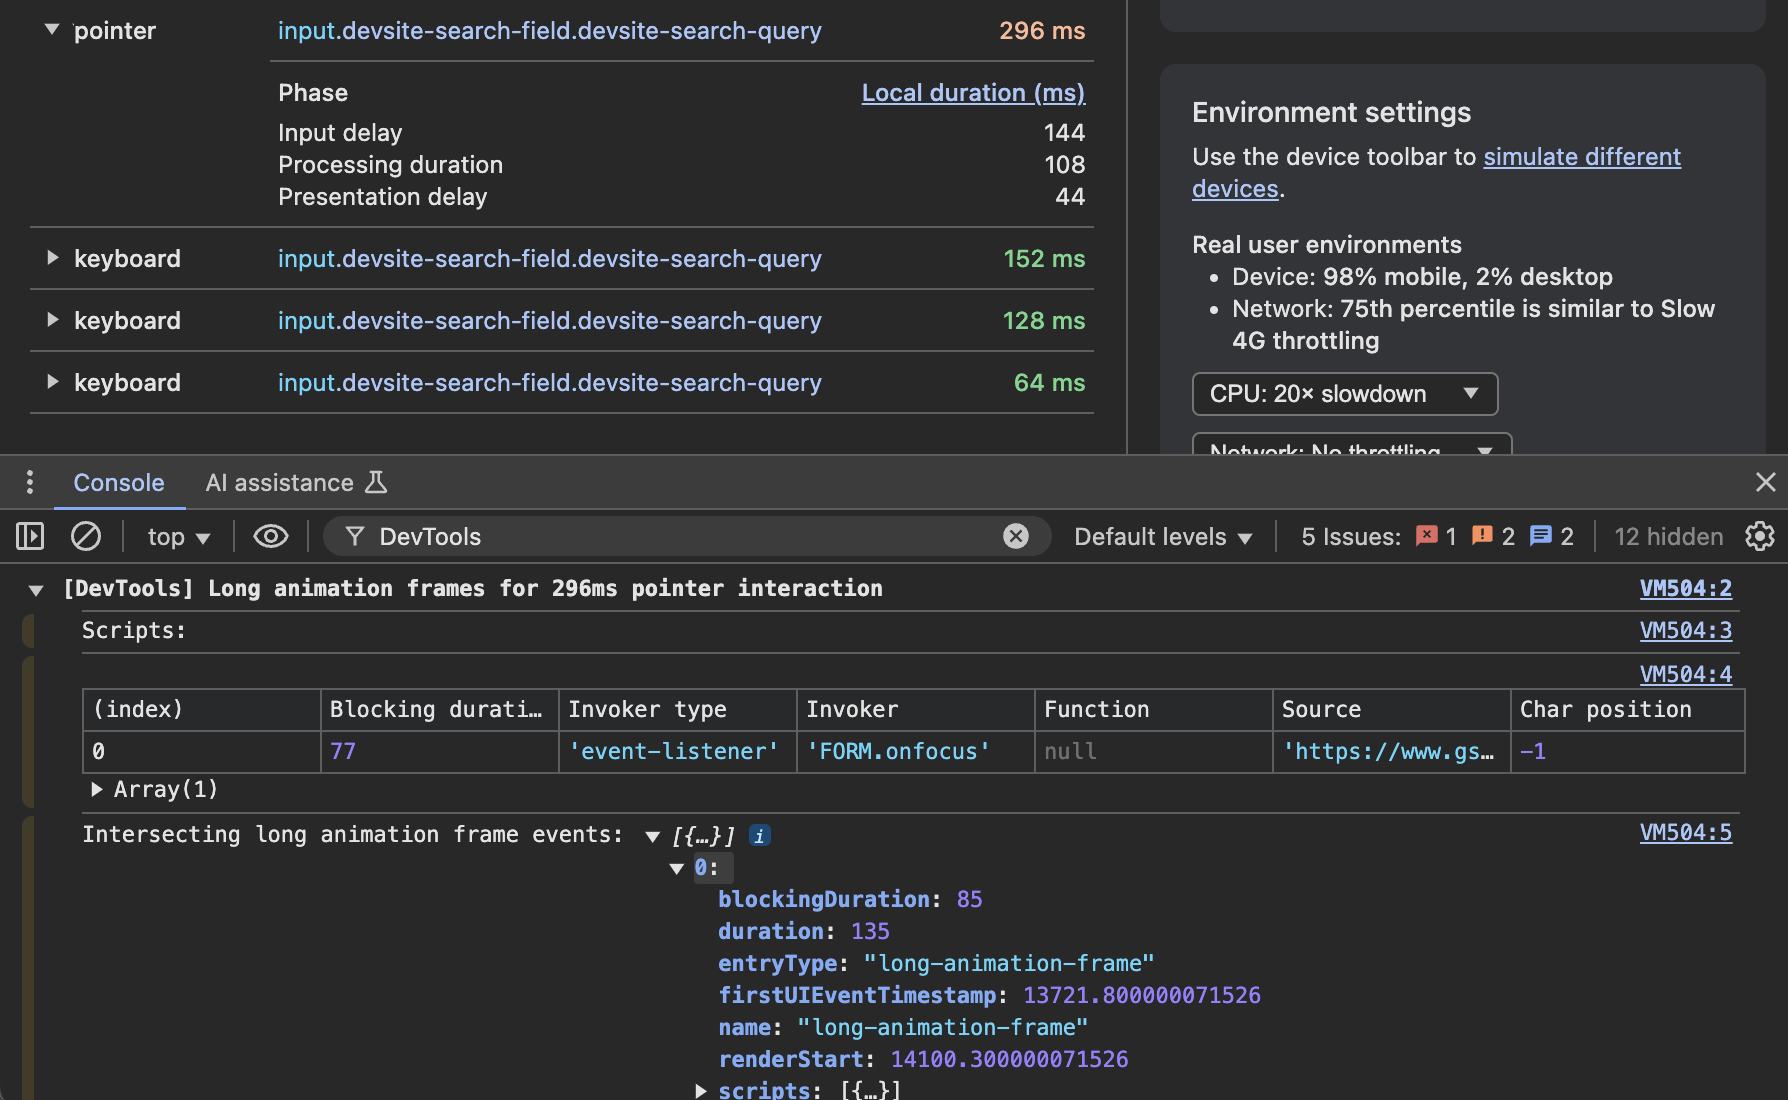 pointer input.devsite-search-field.devsite-search-query 296 ms
Phase Local duration (ms)
Input delay 144
Processing duration 108
Presentation delay 44
keyboard input.devsite-search-field.devsite-search-query 152 ms
keyboard input.devsite-search-field.devsite-search-query 128 ms
keyboard input.devsite-search-field.devsite-search-query 64 ms
Environment settings
Use the device toolbar to simulate different
devices.
Real user environments
• Device: 98% mobile, 2% desktop
• Network: 75th percentile is similar to Slow
4G throttling
CPU: 20× slowdown
Network: No throttling
Console AI assistance
top DevTools Default levels 5 Issues: 1 2 2 12 hidden
[DevTools] Long animation frames for 296ms pointer interaction VM504:2
Scripts: VM504:3
VM504:4
(index) Blocking durati… Invoker type Invoker Function Source Char position
0 77 'event-listener' 'FORM.onfocus' null 'https://www.gs… -1
Array(1)
Intersecting long animation frame events: [{…}] i VM504:5
0:
blockingDuration: 85
duration: 135
entryType: "long-animation-frame"
firstUIEventTimestamp: 13721.800000071526
name: "long-animation-frame"
renderStart: 14100.300000071526
scripts: [{…}]